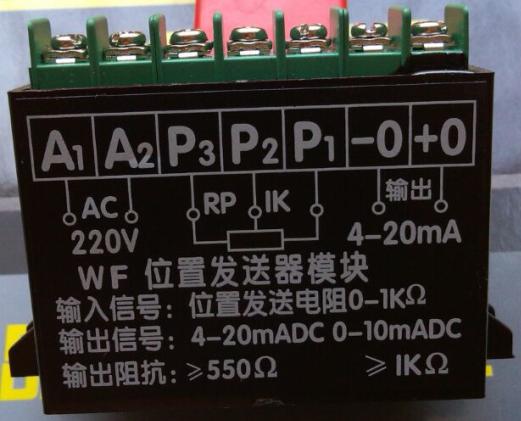 A1 A2 P3 P2 P1 -0 +0
AC RP IK 输出
220V 4-20mA
WF 位置发送器模块
输入信号: 位置发送电阻0-1KΩ
输出信号: 4-20mADC 0-10mADC
输出阻抗: ≥550Ω ≥1KΩ